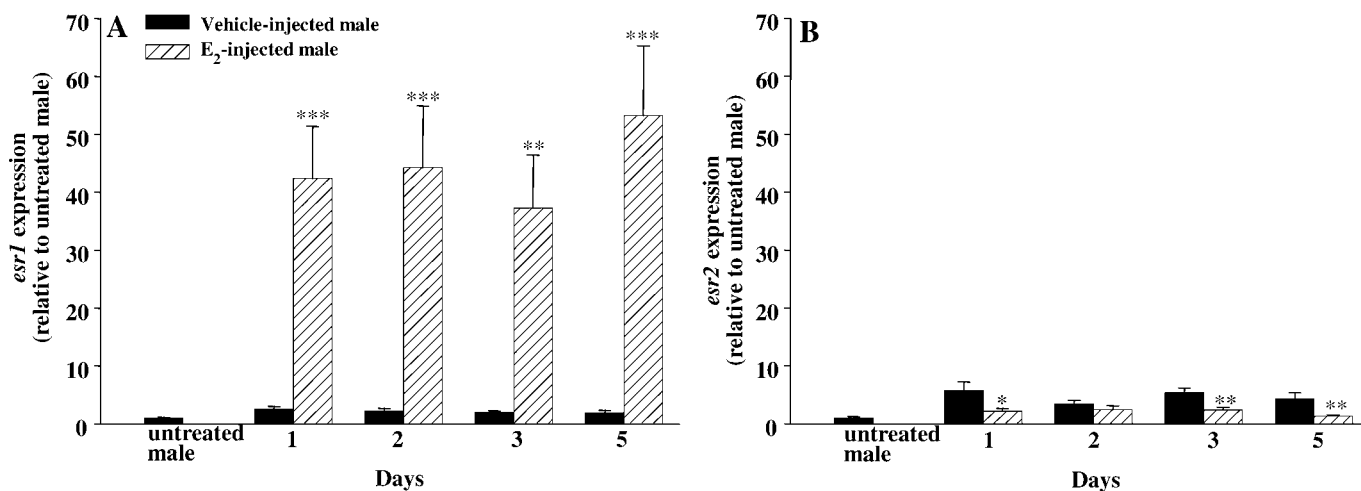 A
Vehicle-injected male
E₂-injected male
esr1 expression
(relative to untreated male)
70
60
50
40
30
20
10
0
***
***
**
***
untreated
male
1
2
3
5
Days
B
esr2 expression
(relative to untreated male)
70
60
50
40
30
20
10
0
*
**
**
untreated
male
1
2
3
5
Days